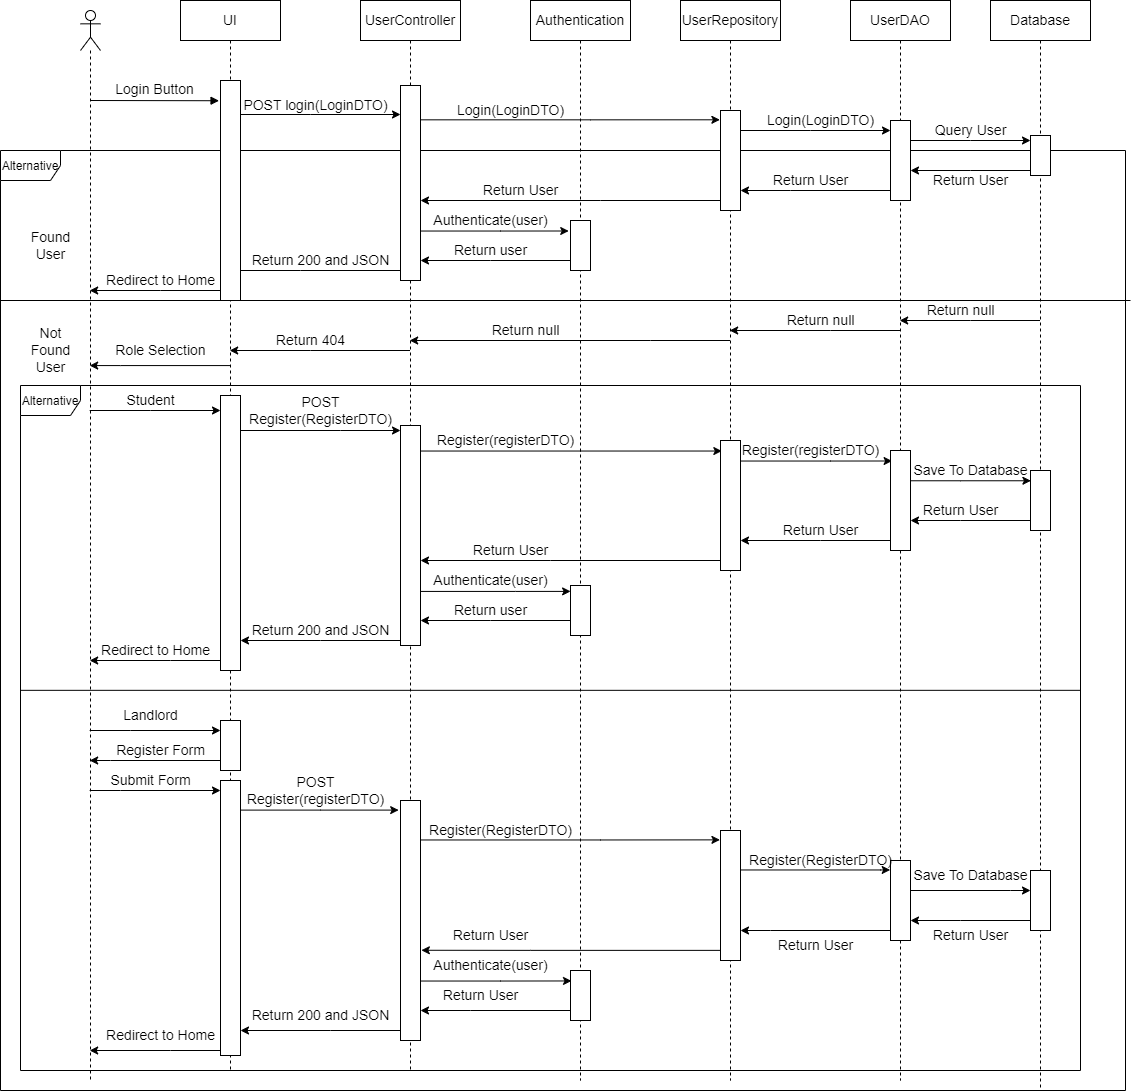 UI
UserController
Authentication
UserRepository
UserDAO
Database
Login Button
POST login(LoginDTO)
Login(LoginDTO)
Login(LoginDTO)
Query User
Alternative
Return User
Return User
Return User
Authenticate(user)
Found
User
Return user
Return 200 and JSON
Redirect to Home
Return null
Return null
Return null
Not
Found
User
Return 404
Role Selection
Alternative
Student
POST
Register(RegisterDTO)
Register(registerDTO)
Register(registerDTO)
Save To Database
Return User
Return User
Return User
Authenticate(user)
Return user
Return 200 and JSON
Redirect to Home
Landlord
Register Form
Submit Form
POST
Register(registerDTO)
Register(RegisterDTO)
Register(RegisterDTO)
Save To Database
Return User
Return User
Return User
Authenticate(user)
Return User
Return 200 and JSON
Redirect to Home